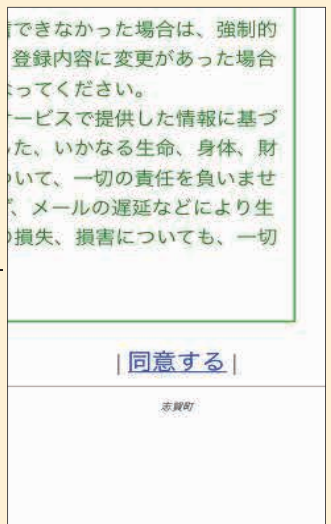 できなかった場合は、強制的
登録内容に変更があった場合
ってください。
ービスで提供した情報に基づ
った、いかなる生命、身体、財
ついて、一切の責任を負いませ
、メールの遅延などにより生
損失、損害についても、一切
| 同意する |
志賀町